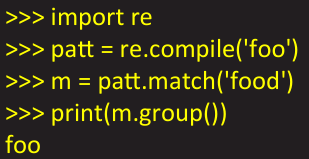 >>> import re
>>> patt = re.compile('foo')
>>> m = patt.match('food')
>>> print(m.group())
foo